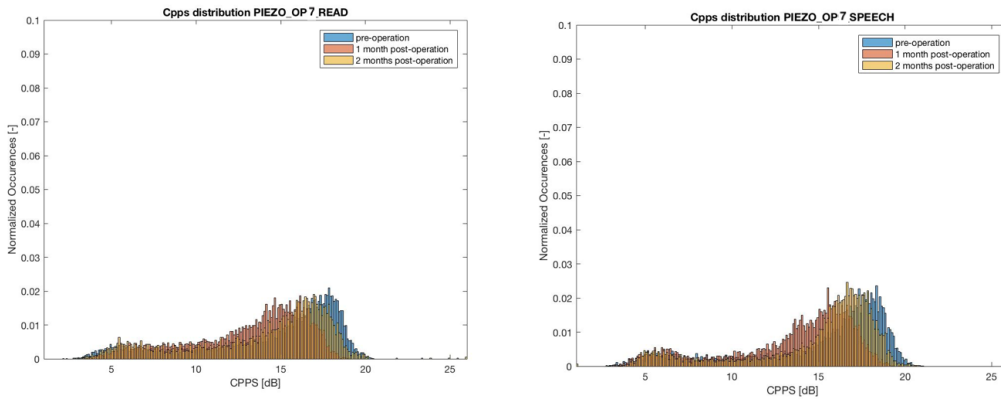 Cpps distribution PIEZO_OP 7_READ
0.1
0.09
0.08
0.07
0.06
0.05
0.04
0.03
0.02
0.01
0
Normalized Occurences [-]
pre-operation
1 month post-operation
2 months post-operation
5 10 15 20 25
CPPS [dB]
Cpps distribution PIEZO_OP 7 SPEECH
0.1
0.09
0.08
0.07
0.06
0.05
0.04
0.03
0.02
0.01
0
Normalized Occurences [-]
pre-operation
1 month post-operation
2 months post-operation
5 10 15 20 25
CPPS [dB]